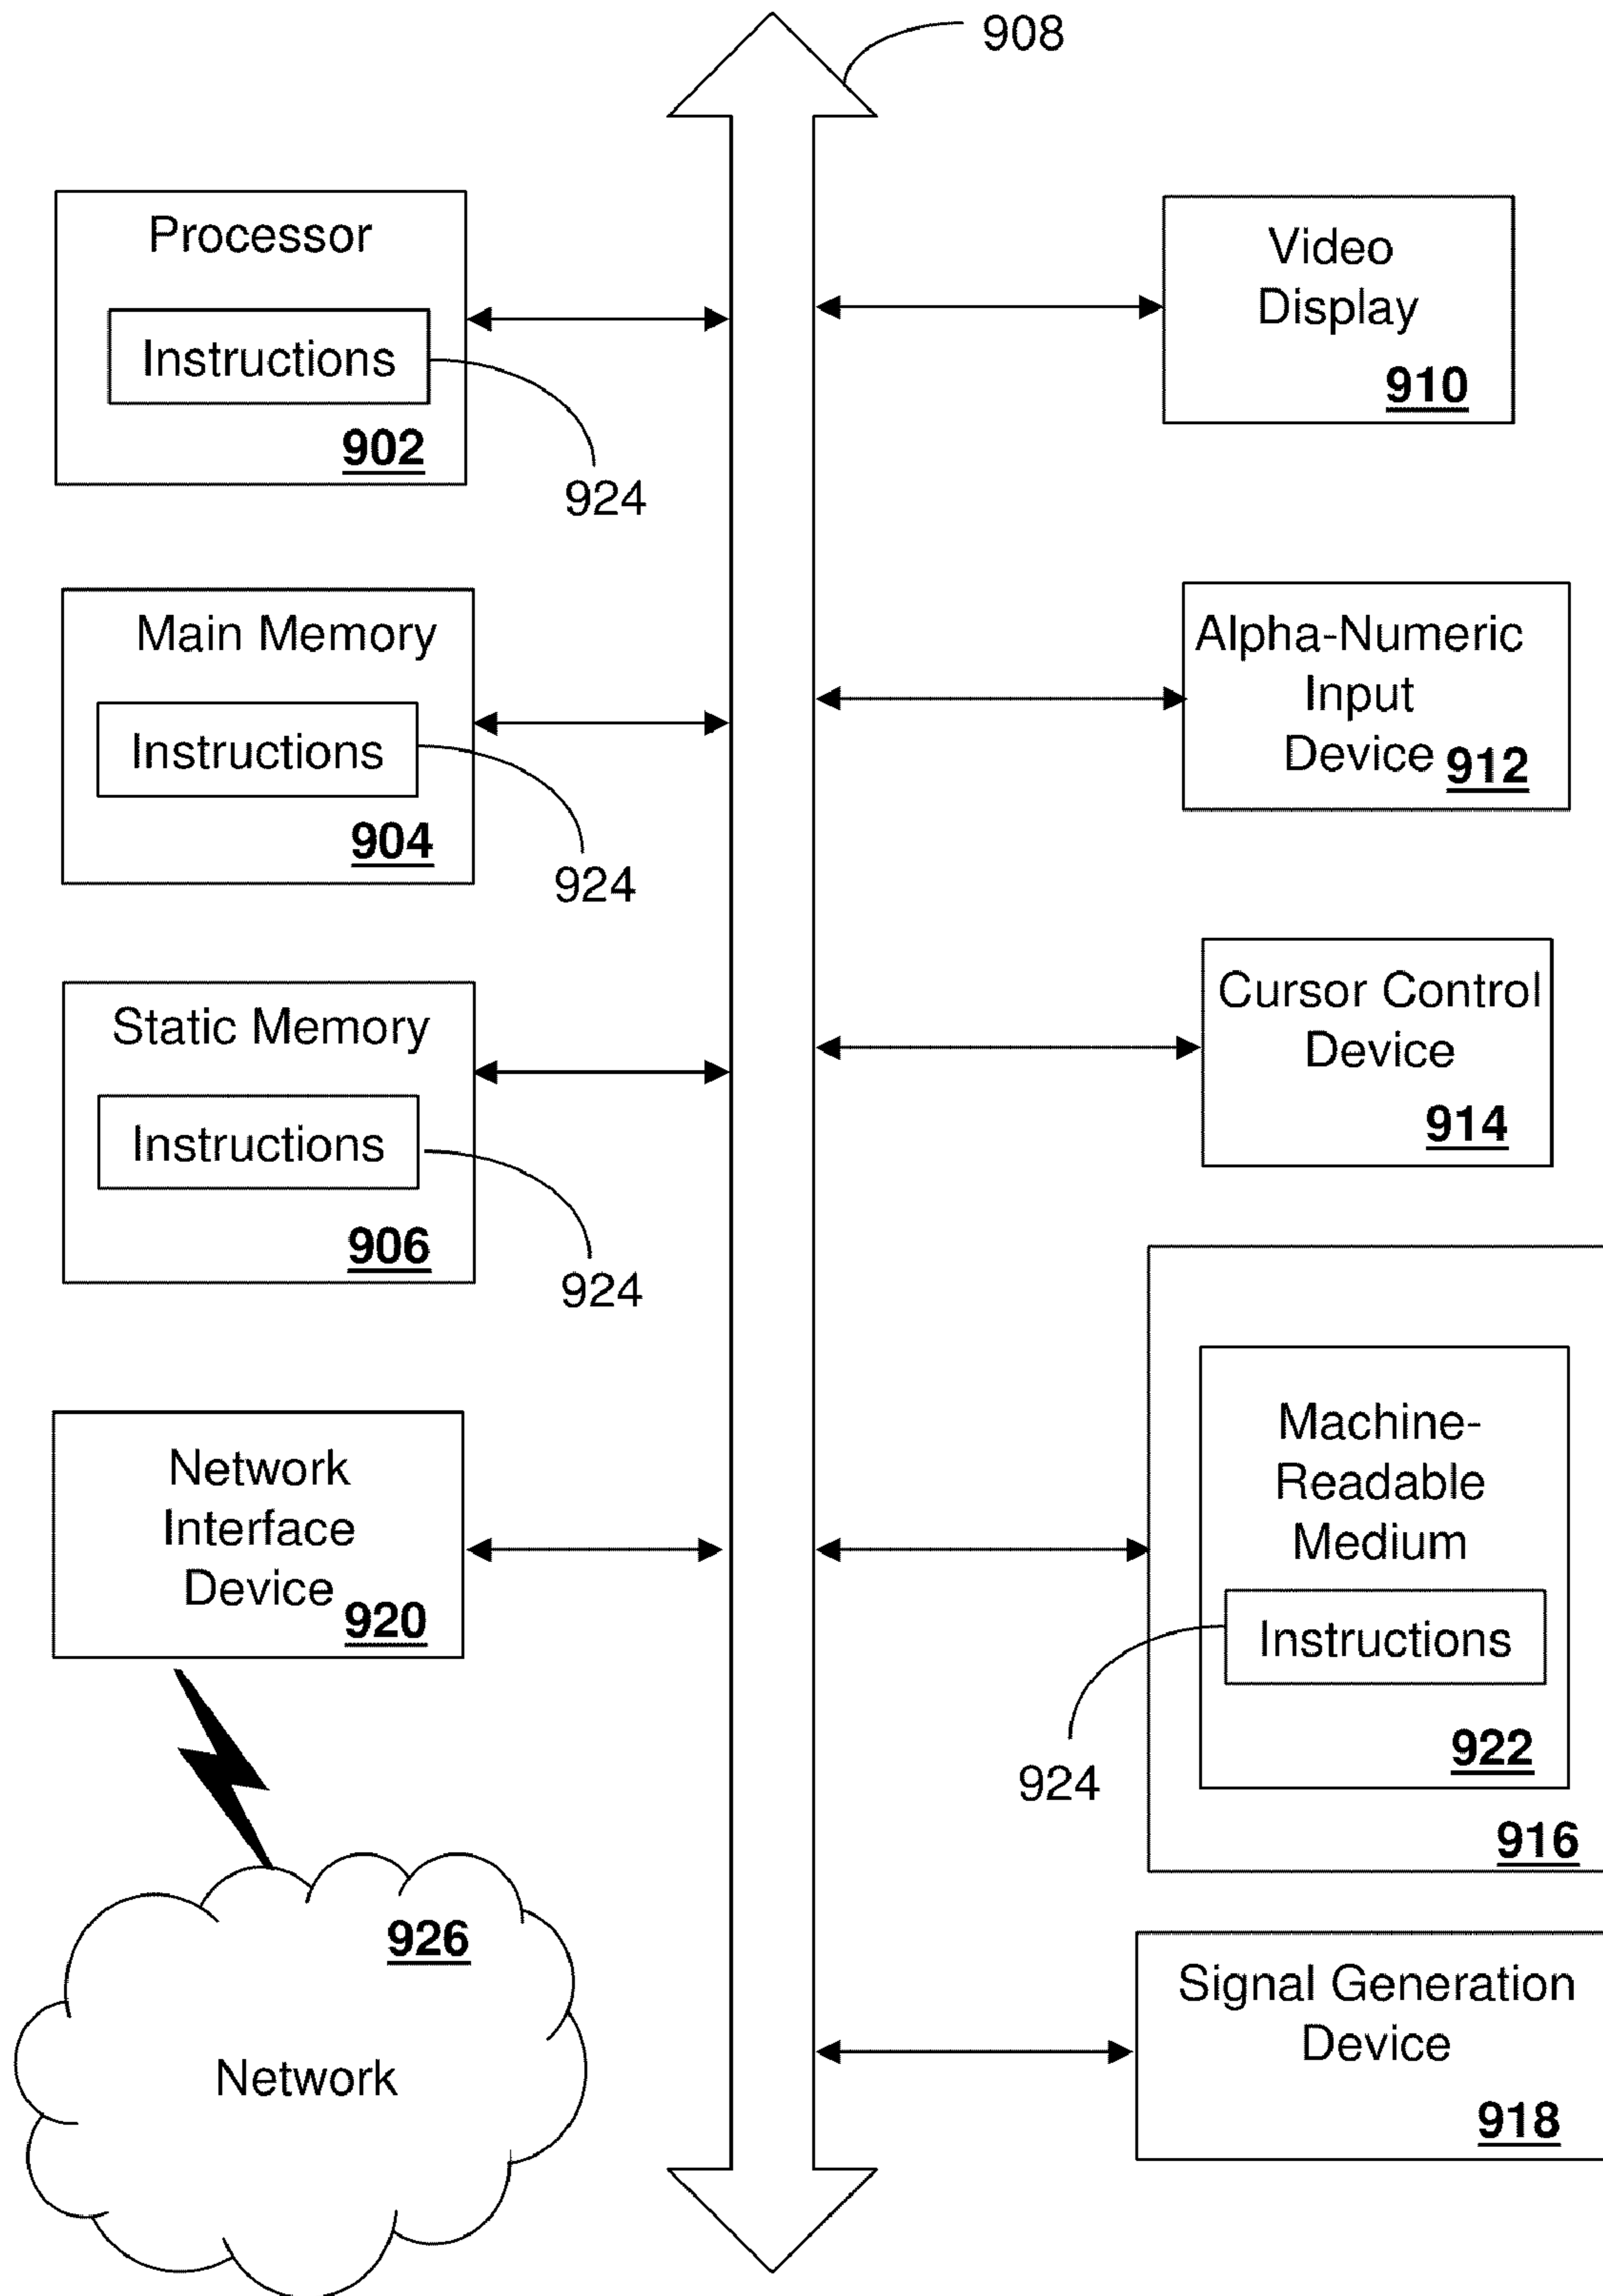 908
Processor
Instructions
902
924
Main Memory
Instructions
904
924
Static Memory
Instructions
906
924
Network
Interface
Device
920
926
Network
Video
Display
910
Alpha-Numeric
Input
Device
912
Cursor Control
Device
914
Machine-
Readable
Medium
Instructions
922
924
916
Signal Generation
Device
918